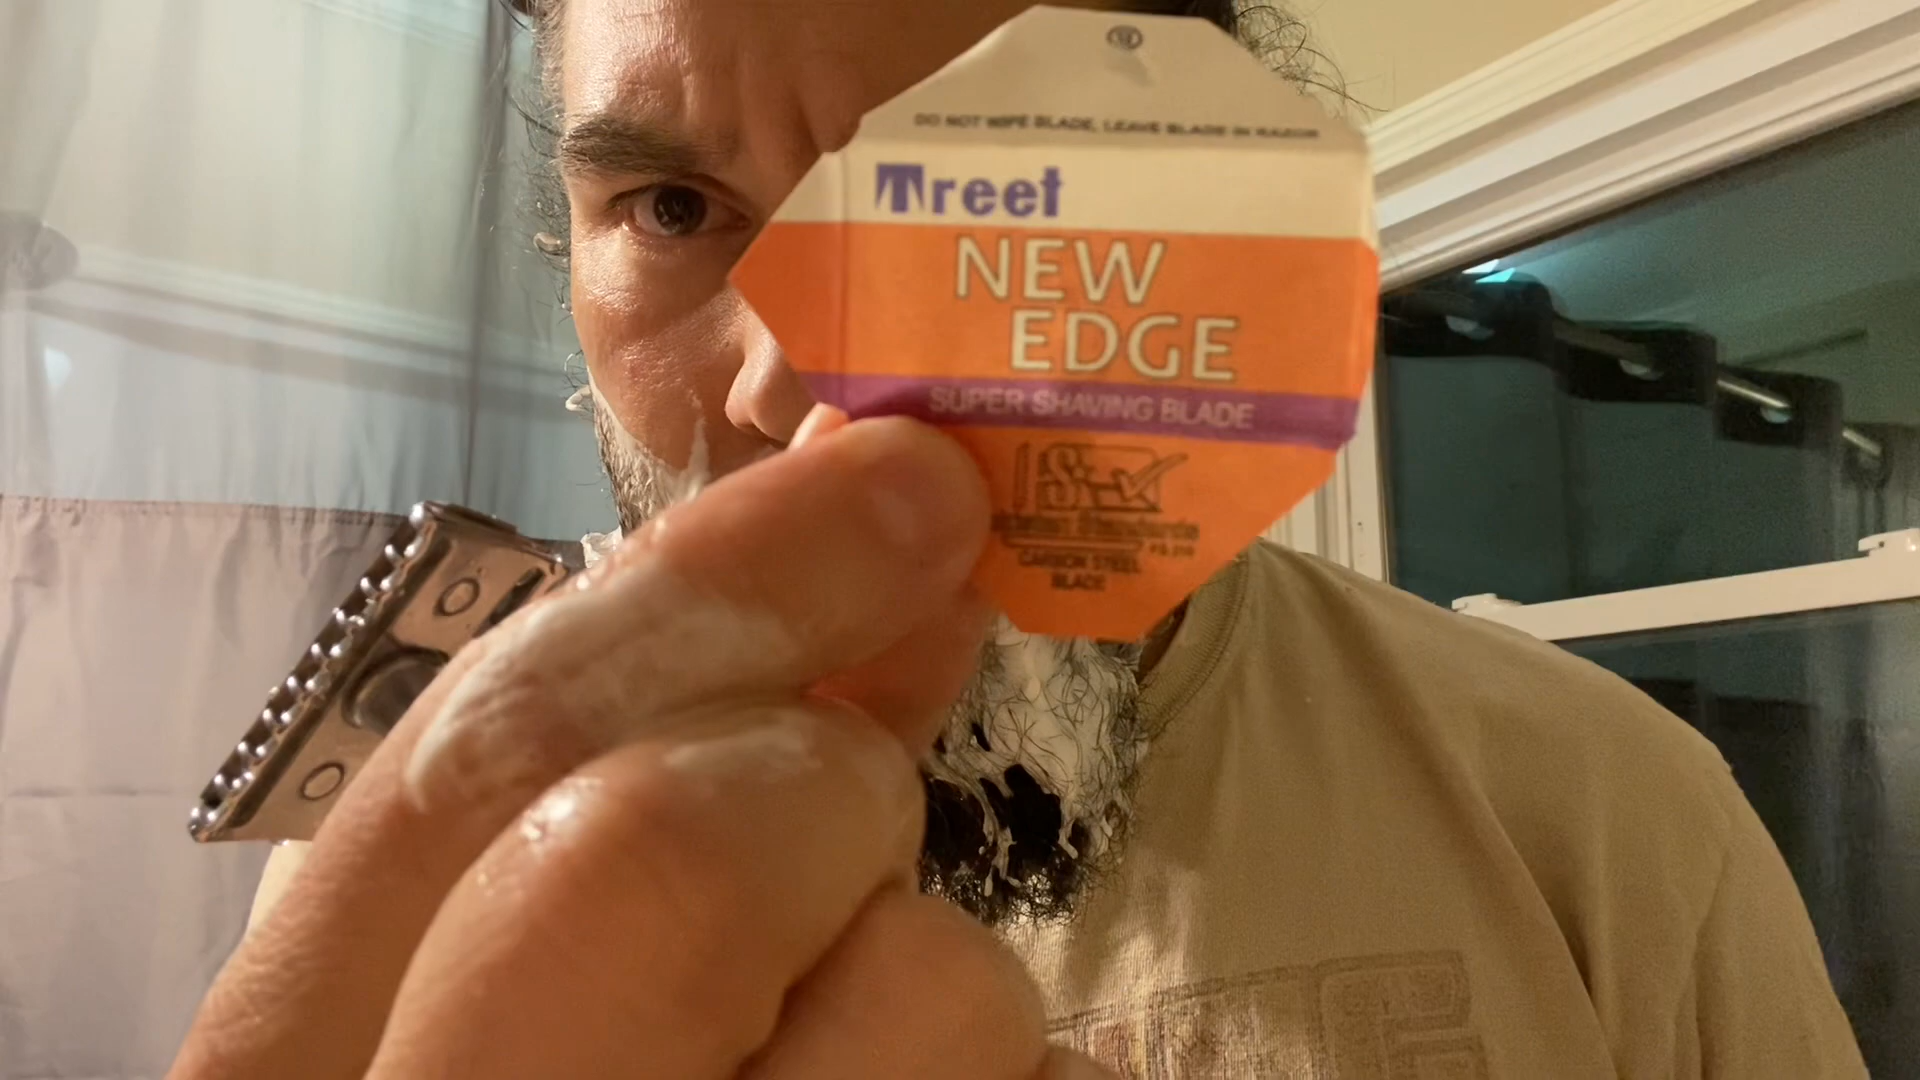 DO NOT WIPE BLADE, LEAVE BLADE IN RAZOR
Treet
NEW
EDGE
SUPER SHAVING BLADE
CARBON STEEL
BLADE